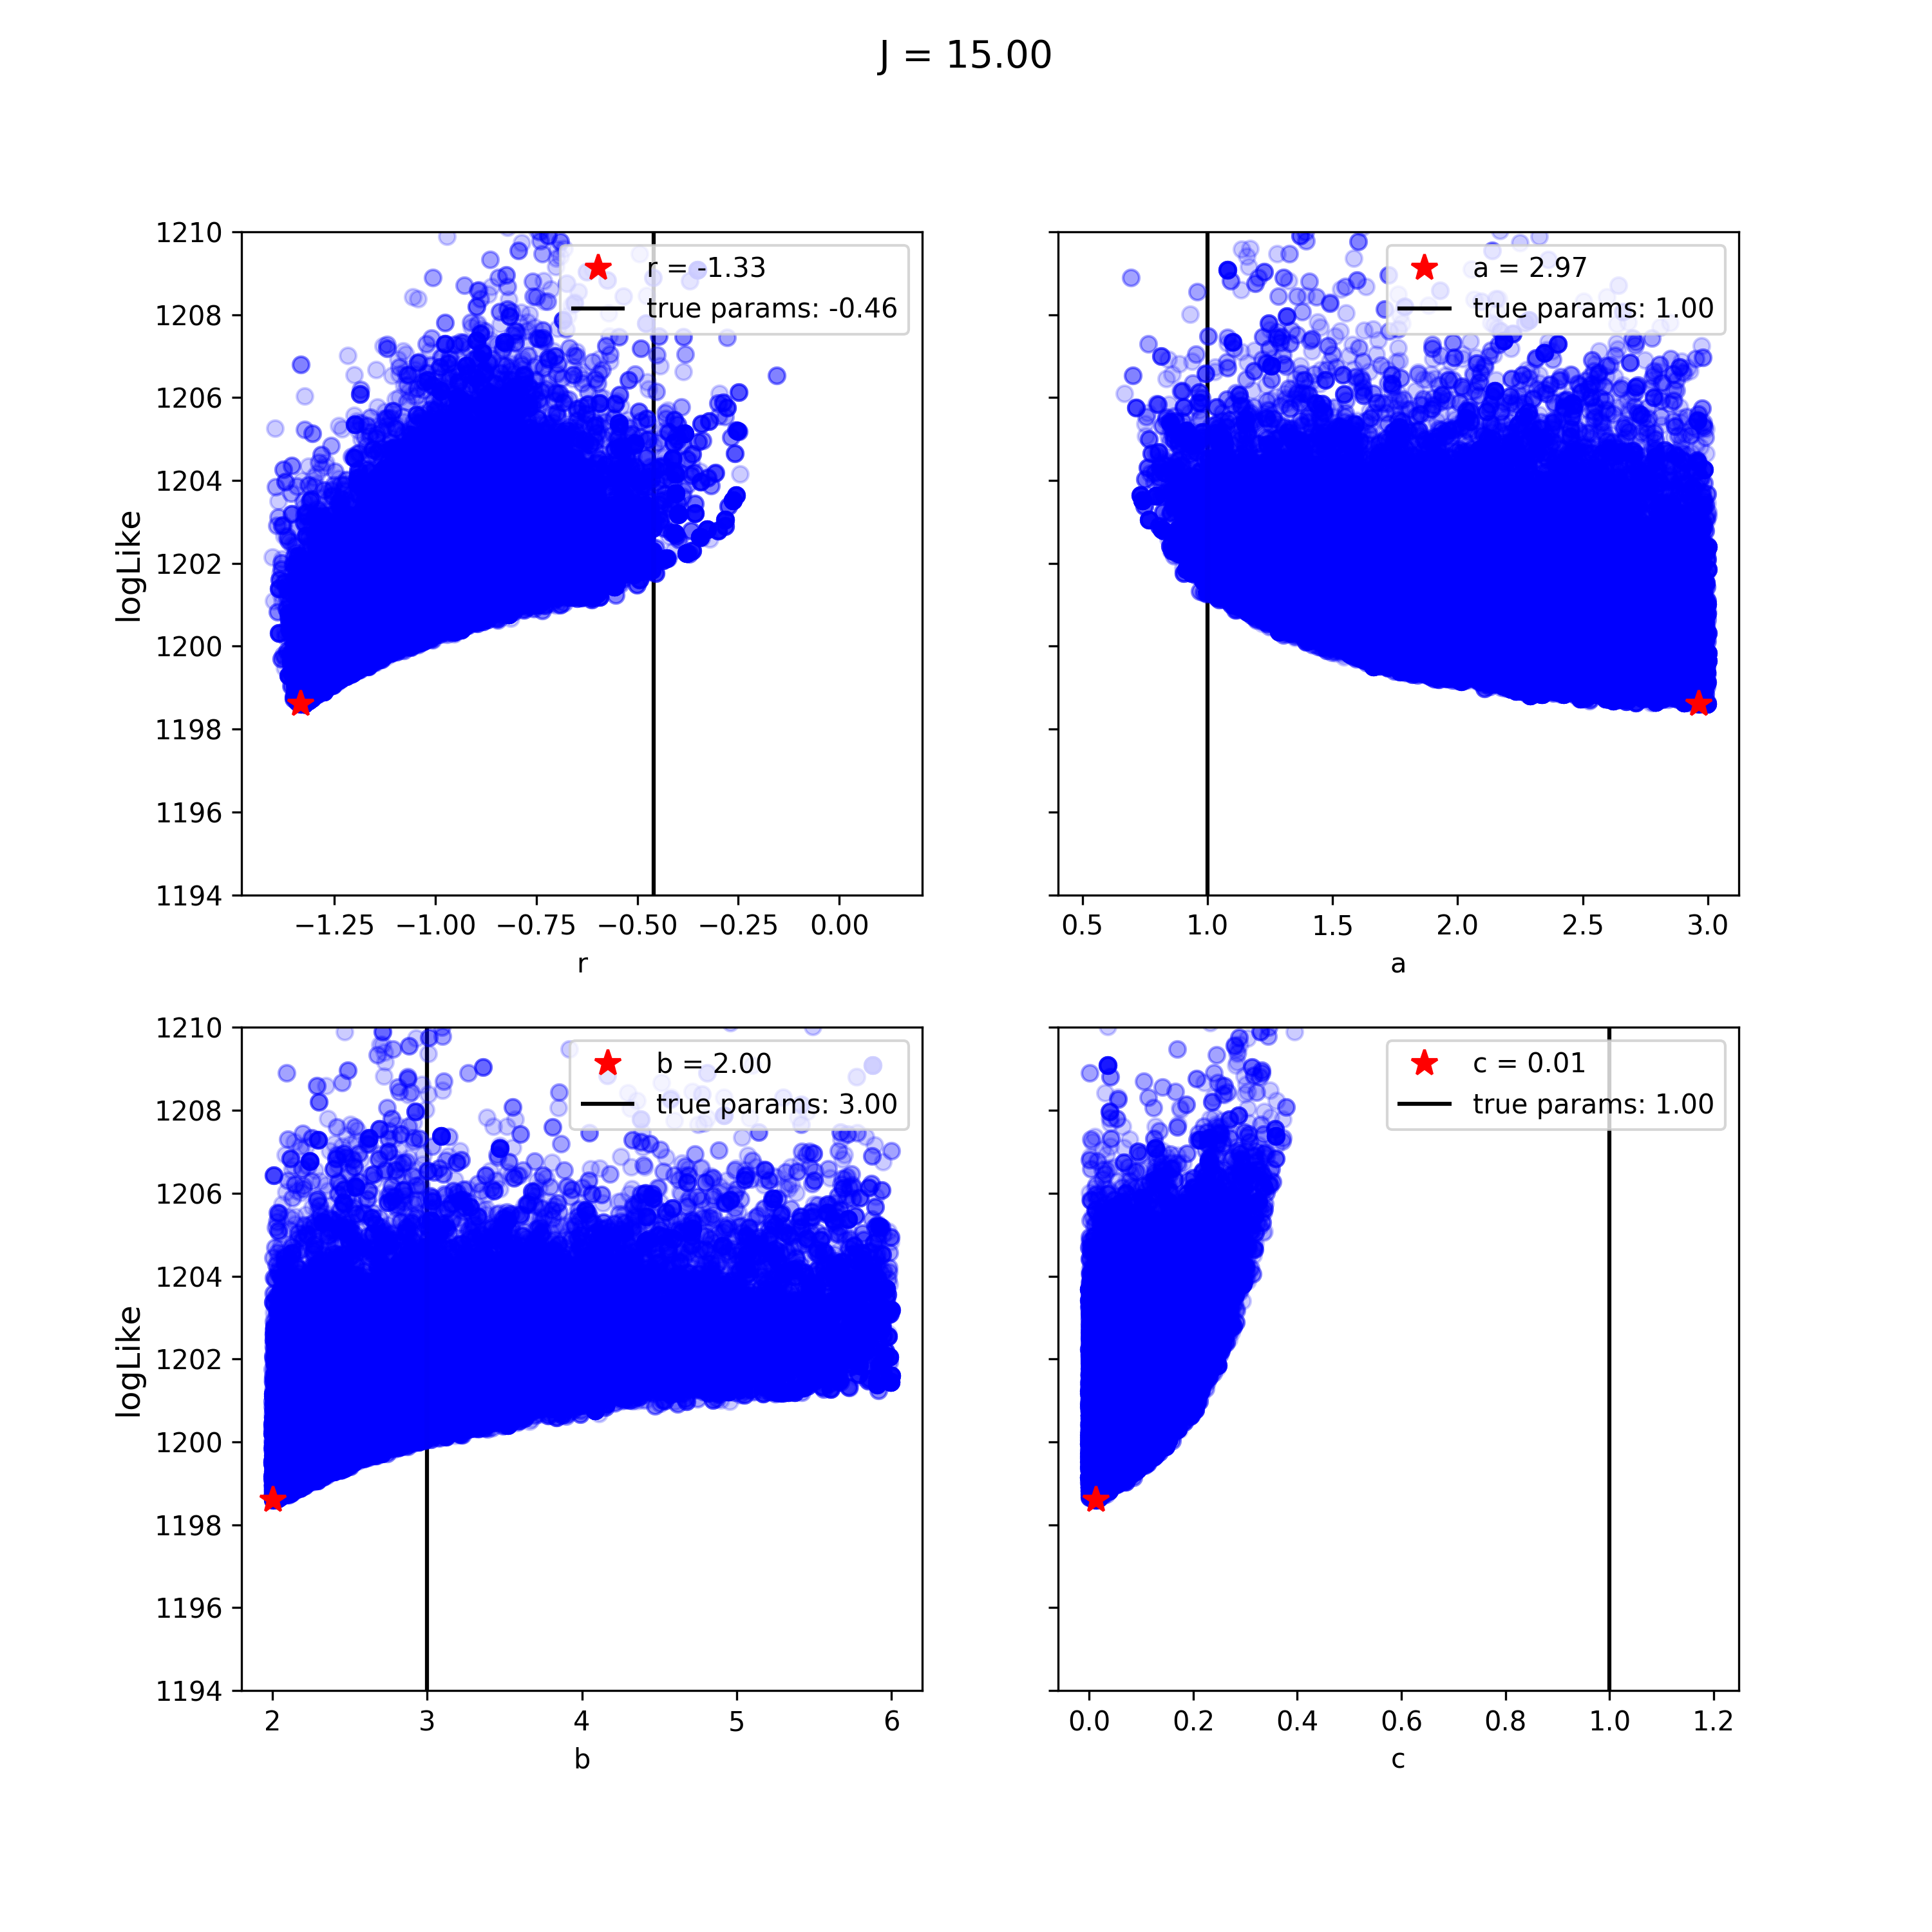 J = 15.00
1210
1208
1206
1204
1202
1200
1198
1196
1194
logLike
r = -1.33
true params: -0.46
−1.25 −1.00 −0.75 −0.50 −0.25 0.00
r
a = 2.97
true params: 1.00
0.5 1.0 1.5 2.0 2.5 3.0
a
1210
1208
1206
1204
1202
1200
1198
1196
1194
logLike
b = 2.00
true params: 3.00
2 3 4 5 6
b
c = 0.01
true params: 1.00
0.0 0.2 0.4 0.6 0.8 1.0 1.2
c